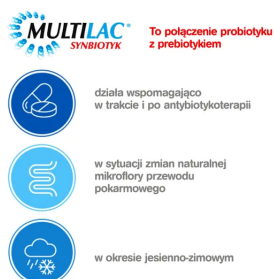 MULTILAC®
SYNBIOTYK
To połączenie probiotyku
z prebiotykiem
działa wspomagająco
w trakcie i po antybiotykoterapii
w sytuacji zmian naturalnej
mikroflory przewodu
pokarmowego
w okresie jesienno-zimowym